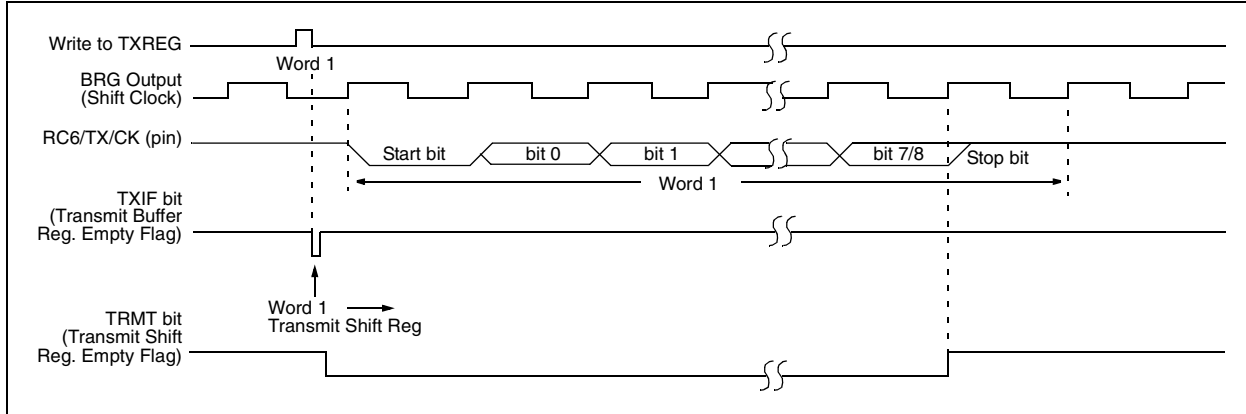 Write to TXREG
Word 1
BRG Output
(Shift Clock)
RC6/TX/CK (pin)
Start bit
bit 0
bit 1
bit 7/8
Stop bit
Word 1
TXIF bit
(Transmit Buffer
Reg. Empty Flag)
Word 1
Transmit Shift Reg
TRMT bit
(Transmit Shift
Reg. Empty Flag)